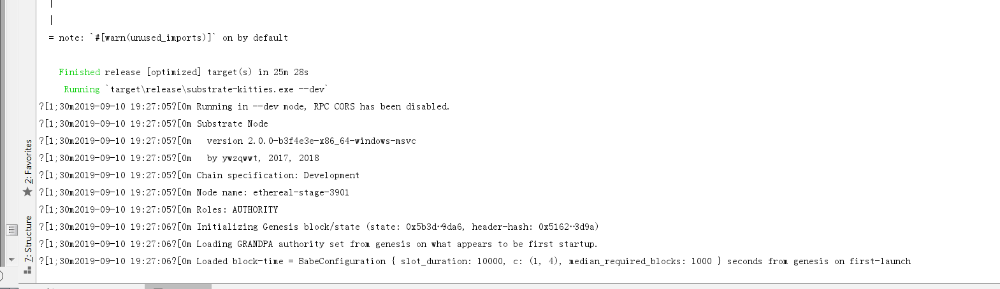 |
|
= note: `#[warn(unused_imports)]` on by default
Finished release [optimized] target(s) in 25m 28s
Running `target\release\substrate-kitties.exe --dev`
?[1;30m2019-09-10 19:27:05?[0m Running in --dev mode, RPC CORS has been disabled.
?[1;30m2019-09-10 19:27:05?[0m Substrate Node
?[1;30m2019-09-10 19:27:05?[0m   version 2.0.0-b3f4e3e-x86_64-windows-msvc
?[1;30m2019-09-10 19:27:05?[0m   by ywzqwwt, 2017, 2018
?[1;30m2019-09-10 19:27:05?[0m Chain specification: Development
?[1;30m2019-09-10 19:27:05?[0m Node name: ethereal-stage-3901
?[1;30m2019-09-10 19:27:05?[0m Roles: AUTHORITY
?[1;30m2019-09-10 19:27:06?[0m Initializing Genesis block/state (state: 0x5b3d…9da6, header-hash: 0x5162…3d9a)
?[1;30m2019-09-10 19:27:06?[0m Loading GRANDPA authority set from genesis on what appears to be first startup.
?[1;30m2019-09-10 19:27:06?[0m Loaded block-time = BabeConfiguration { slot_duration: 10000, c: (1, 4), median_required_blocks: 1000 } seconds from genesis on first-launch
2: Favorites
7: Structure